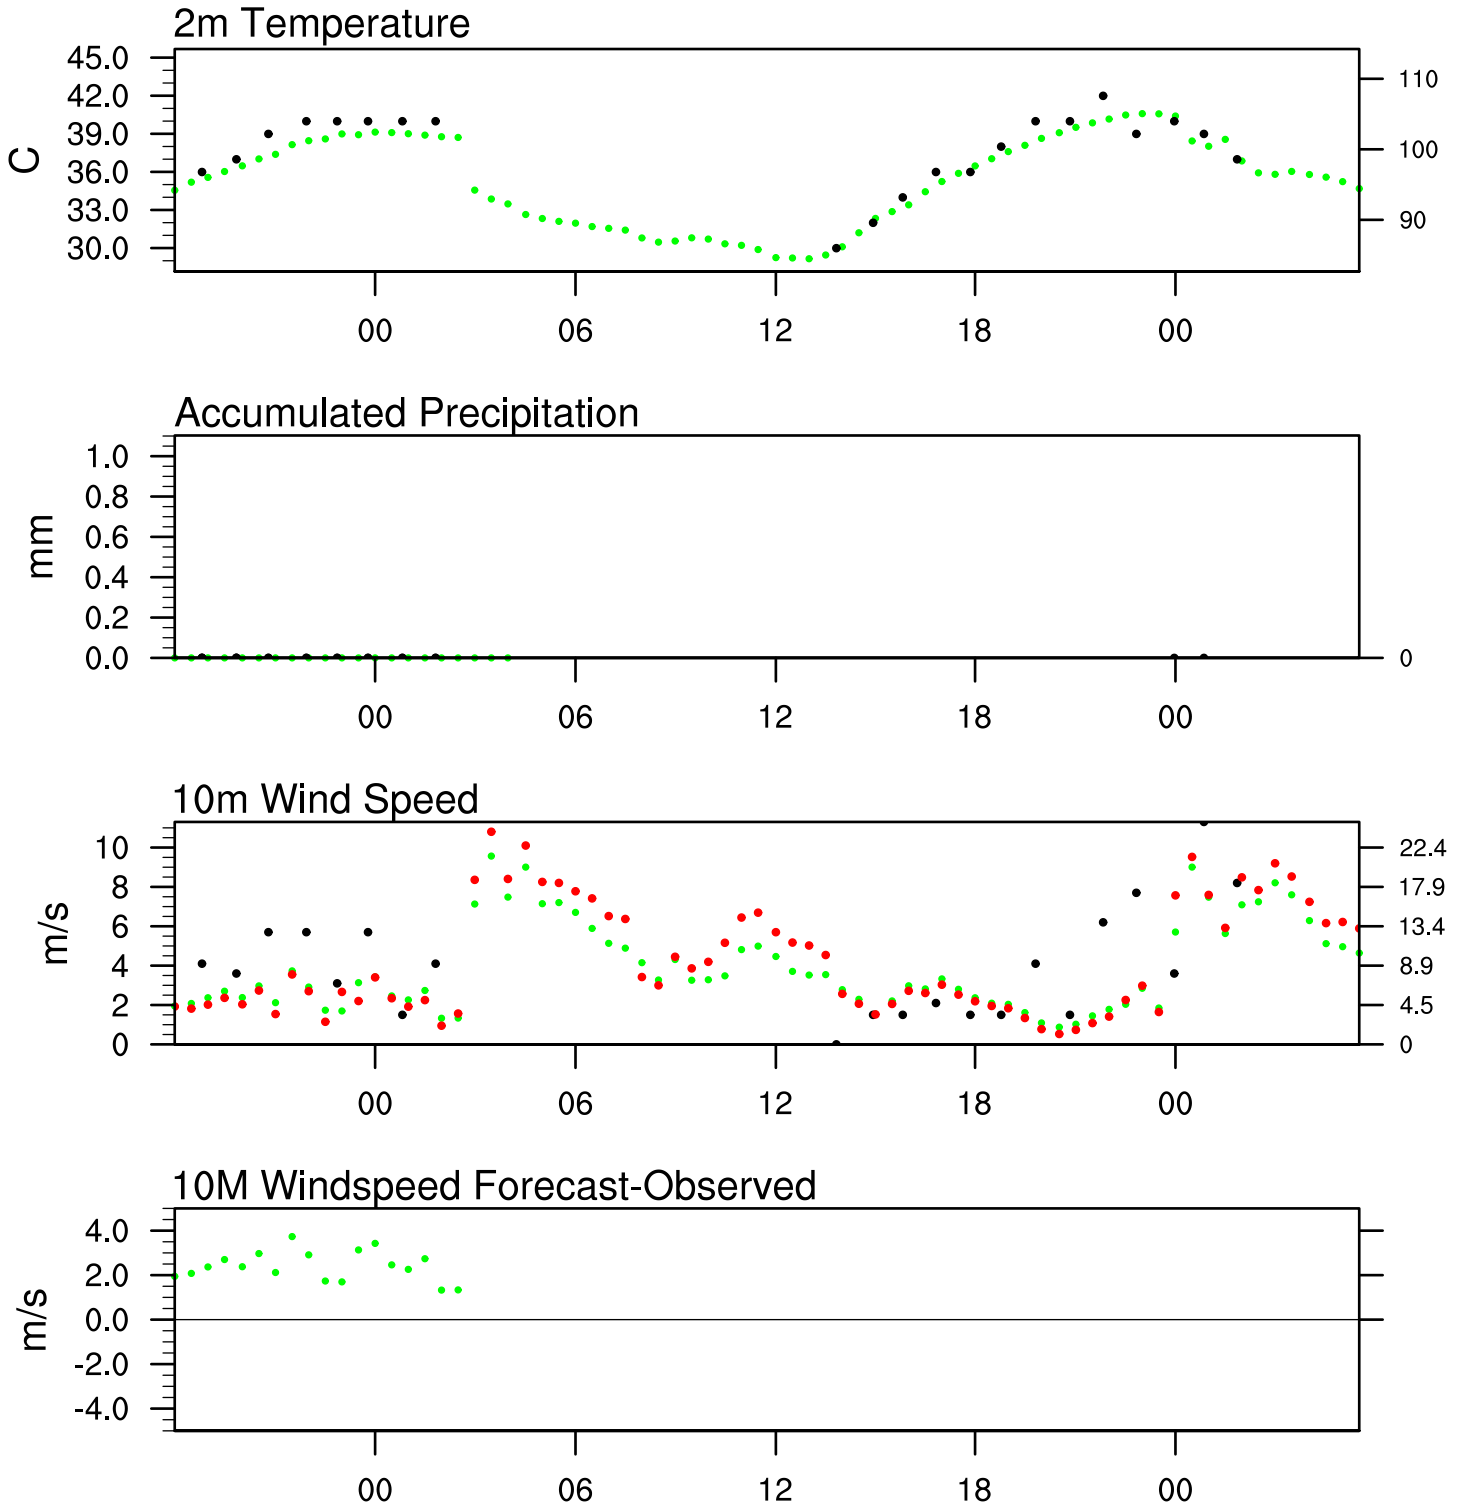 2m Temperature
45.0
42.0
39.0
36.0
33.0
30.0
C
110
100
90
00 06 12 18 00
Accumulated Precipitation
1.0
0.8
0.6
0.4
0.2
0.0
mm
0
00 06 12 18 00
10m Wind Speed
10
8
6
4
2
0
m/s
22.4
17.9
13.4
8.9
4.5
0
00 06 12 18 00
10M Windspeed Forecast-Observed
4.0
2.0
0.0
-2.0
-4.0
m/s
00 06 12 18 00